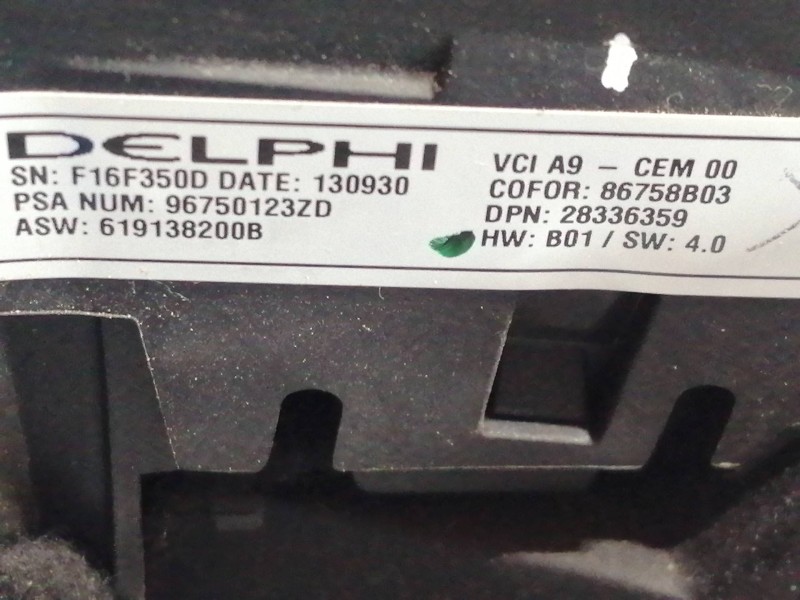 DELPHI
SN: F16F350D DATE: 130930
PSA NUM: 96750123ZD
ASW: 619138200B
VCI A9 - CEM 00
COFOR: 86758B03
DPN: 28336359
HW: B01 / SW: 4.0